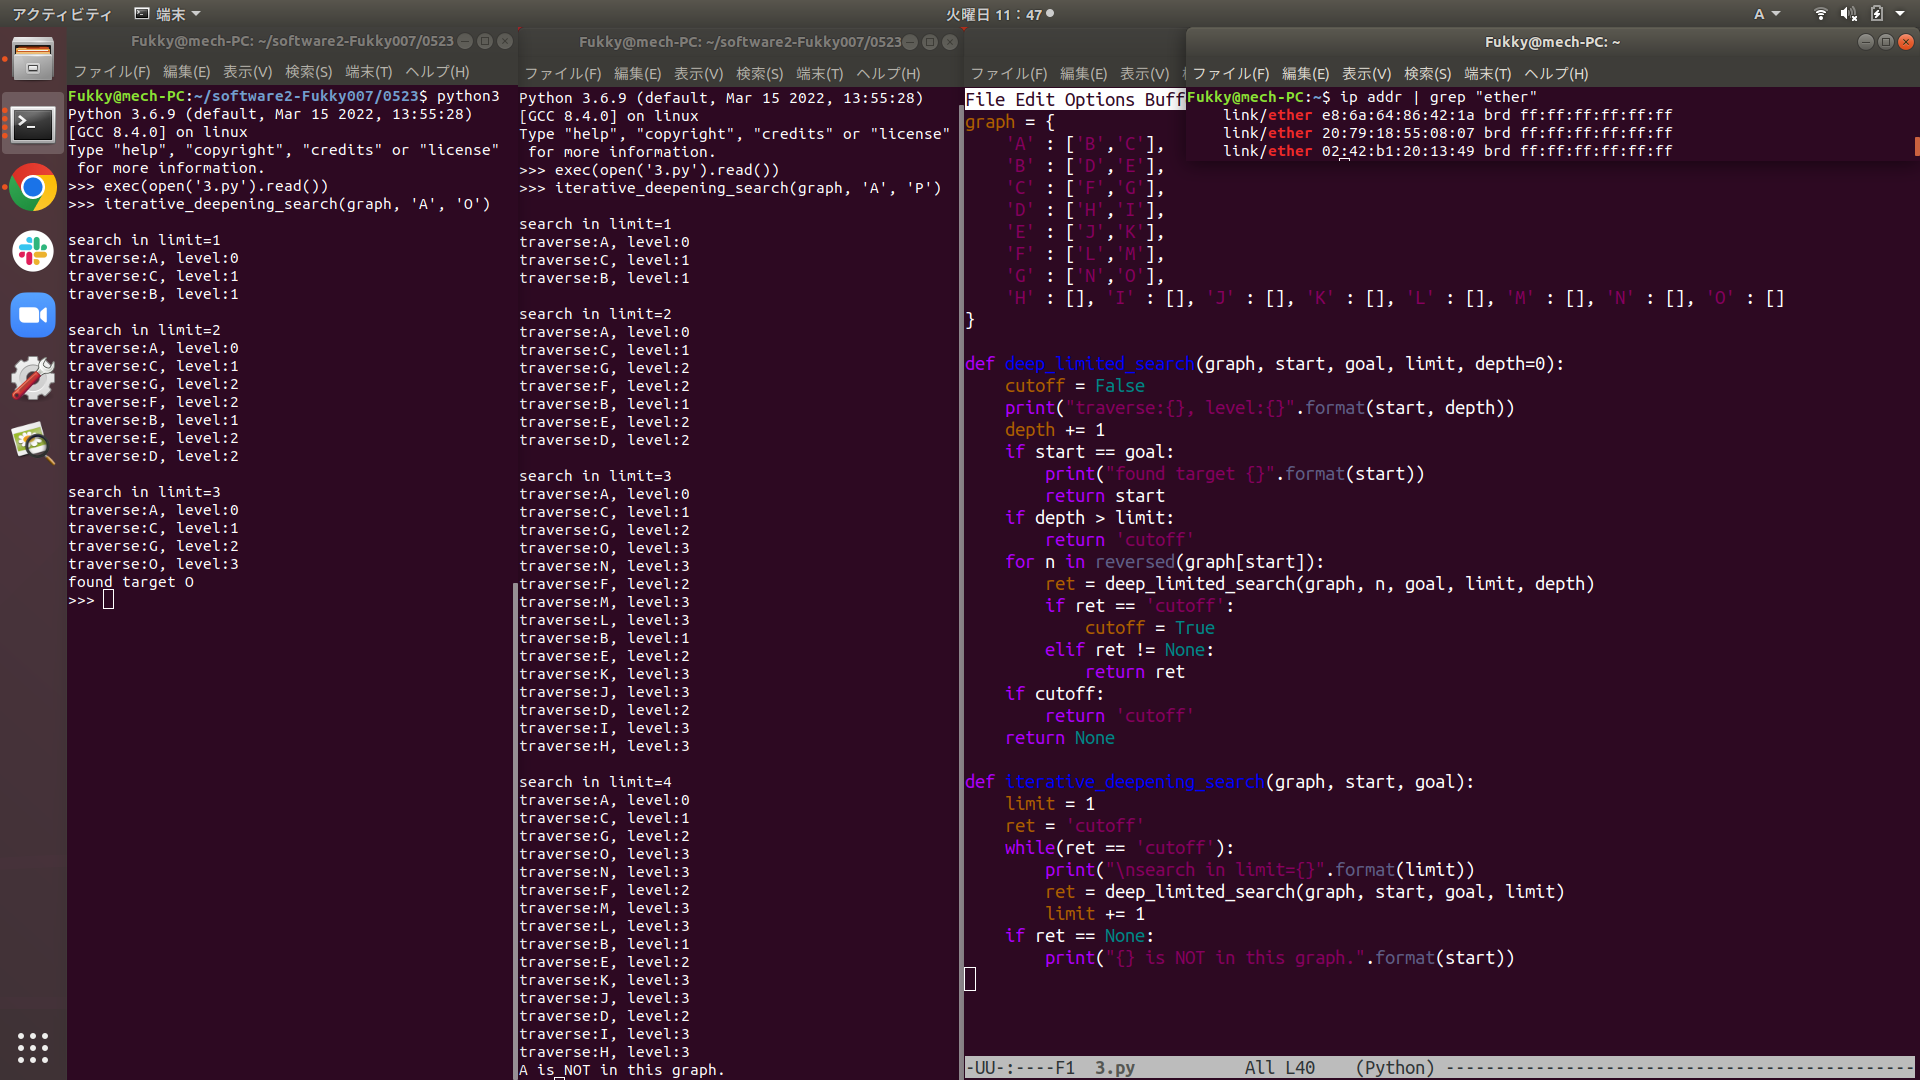 アクティビティ
端末
火曜日 11：47
A
Fukky@mech-PC: ~/software2-Fukky007/0523
ファイル(F) 編集(E) 表示(V) 検索(S) 端末(T) ヘルプ(H)
Fukky@mech-PC:~/software2-Fukky007/0523$ python3
Python 3.6.9 (default, Mar 15 2022, 13:55:28)
[GCC 8.4.0] on linux
Type "help", "copyright", "credits" or "license"
 for more information.
>>> exec(open('3.py').read())
>>> iterative_deepening_search(graph, 'A', 'O')

search in limit=1
traverse:A, level:0
traverse:C, level:1
traverse:B, level:1

search in limit=2
traverse:A, level:0
traverse:C, level:1
traverse:G, level:2
traverse:F, level:2
traverse:B, level:1
traverse:E, level:2
traverse:D, level:2

search in limit=3
traverse:A, level:0
traverse:C, level:1
traverse:G, level:2
traverse:O, level:3
found target O
>>>
Fukky@mech-PC: ~/software2-Fukky007/0523
ファイル(F) 編集(E) 表示(V) 検索(S) 端末(T) ヘルプ(H)
Python 3.6.9 (default, Mar 15 2022, 13:55:28)
[GCC 8.4.0] on linux
Type "help", "copyright", "credits" or "license"
 for more information.
>>> exec(open('3.py').read())
>>> iterative_deepening_search(graph, 'A', 'P')

search in limit=1
traverse:A, level:0
traverse:C, level:1
traverse:B, level:1

search in limit=2
traverse:A, level:0
traverse:C, level:1
traverse:G, level:2
traverse:F, level:2
traverse:B, level:1
traverse:E, level:2
traverse:D, level:2

search in limit=3
traverse:A, level:0
traverse:C, level:1
traverse:G, level:2
traverse:O, level:3
traverse:N, level:3
traverse:F, level:2
traverse:M, level:3
traverse:L, level:3
traverse:B, level:1
traverse:E, level:2
traverse:K, level:3
traverse:J, level:3
traverse:D, level:2
traverse:I, level:3
traverse:H, level:3

search in limit=4
traverse:A, level:0
traverse:C, level:1
traverse:G, level:2
traverse:O, level:3
traverse:N, level:3
traverse:F, level:2
traverse:M, level:3
traverse:L, level:3
traverse:B, level:1
traverse:E, level:2
traverse:K, level:3
traverse:J, level:3
traverse:D, level:2
traverse:I, level:3
traverse:H, level:3
A is NOT in this graph.
ファイル(F) 編集(E) 表示(V)
File Edit Options Buff
graph = {
    'A' : ['B','C'],
    'B' : ['D','E'],
    'C' : ['F','G'],
    'D' : ['H','I'],
    'E' : ['J','K'],
    'F' : ['L','M'],
    'G' : ['N','O'],
    'H' : [], 'I' : [], 'J' : [], 'K' : [], 'L' : [], 'M' : [], 'N' : [], 'O' : []
}

def deep_limited_search(graph, start, goal, limit, depth=0):
    cutoff = False
    print("traverse:{}, level:{}".format(start, depth))
    depth += 1
    if start == goal:
        print("found target {}".format(start))
        return start
    if depth > limit:
        return 'cutoff'
    for n in reversed(graph[start]):
        ret = deep_limited_search(graph, n, goal, limit, depth)
        if ret == 'cutoff':
            cutoff = True
        elif ret != None:
            return ret
    if cutoff:
        return 'cutoff'
    return None

def iterative_deepening_search(graph, start, goal):
    limit = 1
    ret = 'cutoff'
    while(ret == 'cutoff'):
        print("\nsearch in limit={}".format(limit))
        ret = deep_limited_search(graph, start, goal, limit)
        limit += 1
    if ret == None:
        print("{} is NOT in this graph.".format(start))
-UU-:----F1  3.py           All L40    (Python) -----------------------------------------------
Fukky@mech-PC: ~
ファイル(F) 編集(E) 表示(V) 検索(S) 端末(T) ヘルプ(H)
Fukky@mech-PC:~$ ip addr | grep "ether"
    link/ether e8:6a:64:86:42:1a brd ff:ff:ff:ff:ff:ff
    link/ether 20:79:18:55:08:07 brd ff:ff:ff:ff:ff:ff
    link/ether 02:42:b1:20:13:49 brd ff:ff:ff:ff:ff:ff